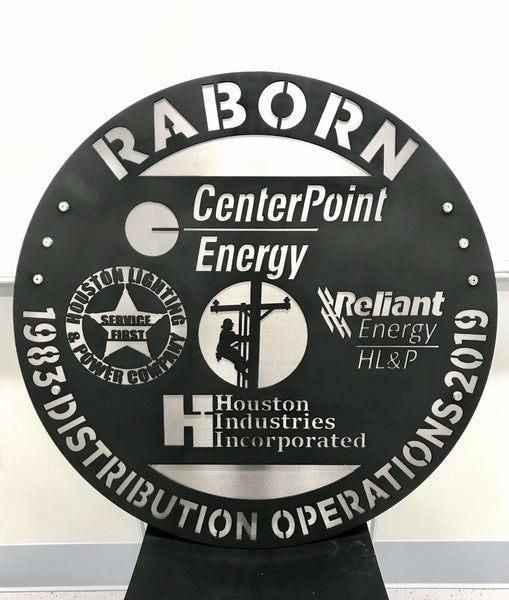 RABORN
CenterPoint
Energy
HOUSTON LIGHTING
SERVICE
FIRST
& POWER COMPANY
Reliant
Energy
HL&P
H Houston
Industries
Incorporated
1983•DISTRIBUTION OPERATIONS•2019